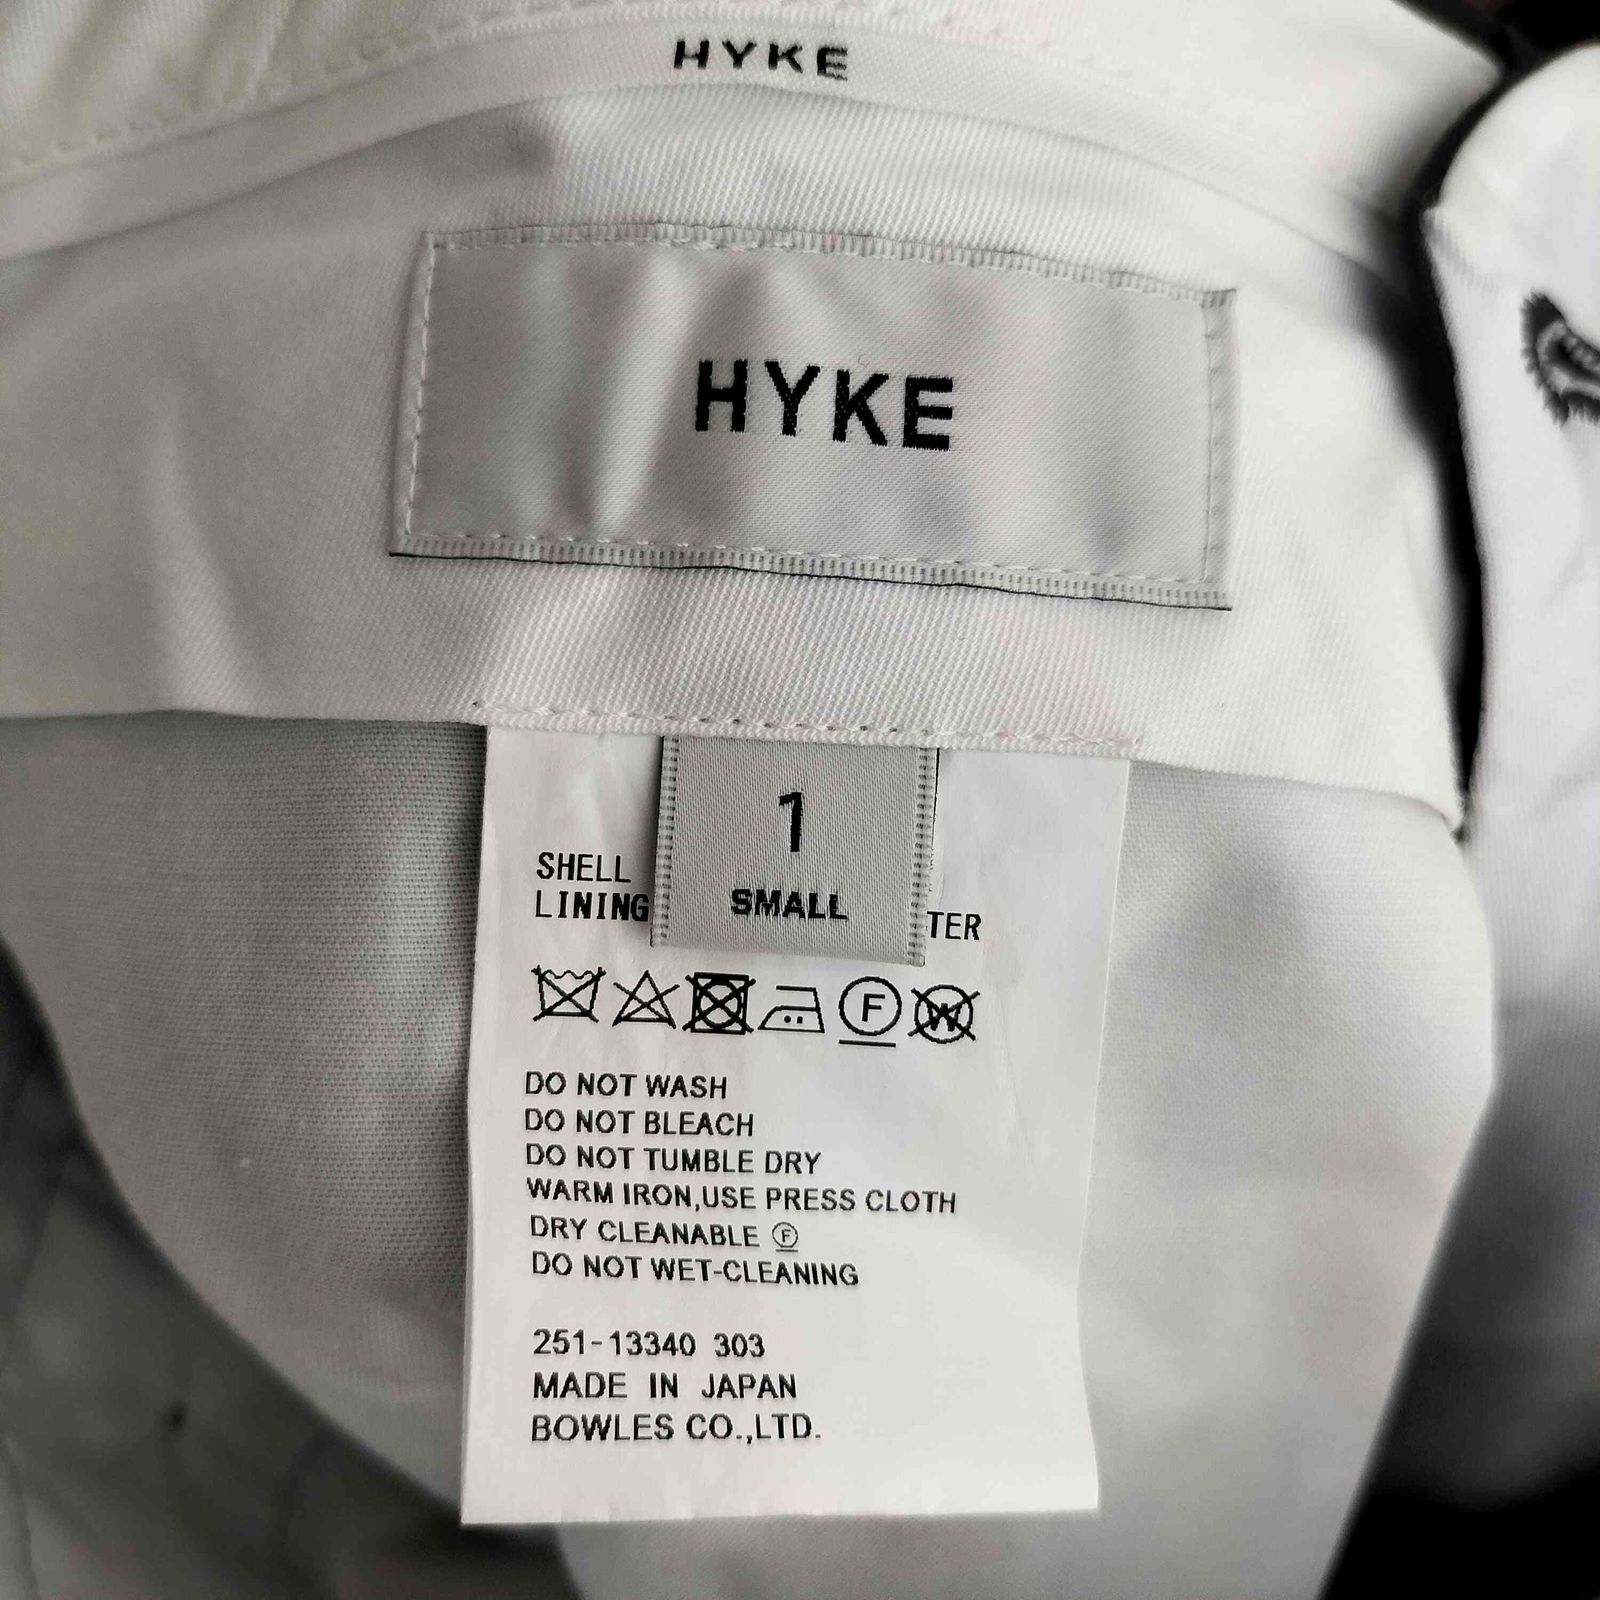 HYKE
HYKE
1
SMALL
SHELL
LINING TER
F W
DO NOT WASH
DO NOT BLEACH
DO NOT TUMBLE DRY
WARM IRON,USE PRESS CLOTH
DRY CLEANABLE Ⓕ
DO NOT WET-CLEANING
251-13340 303
MADE IN JAPAN
BOWLES CO.,LTD.